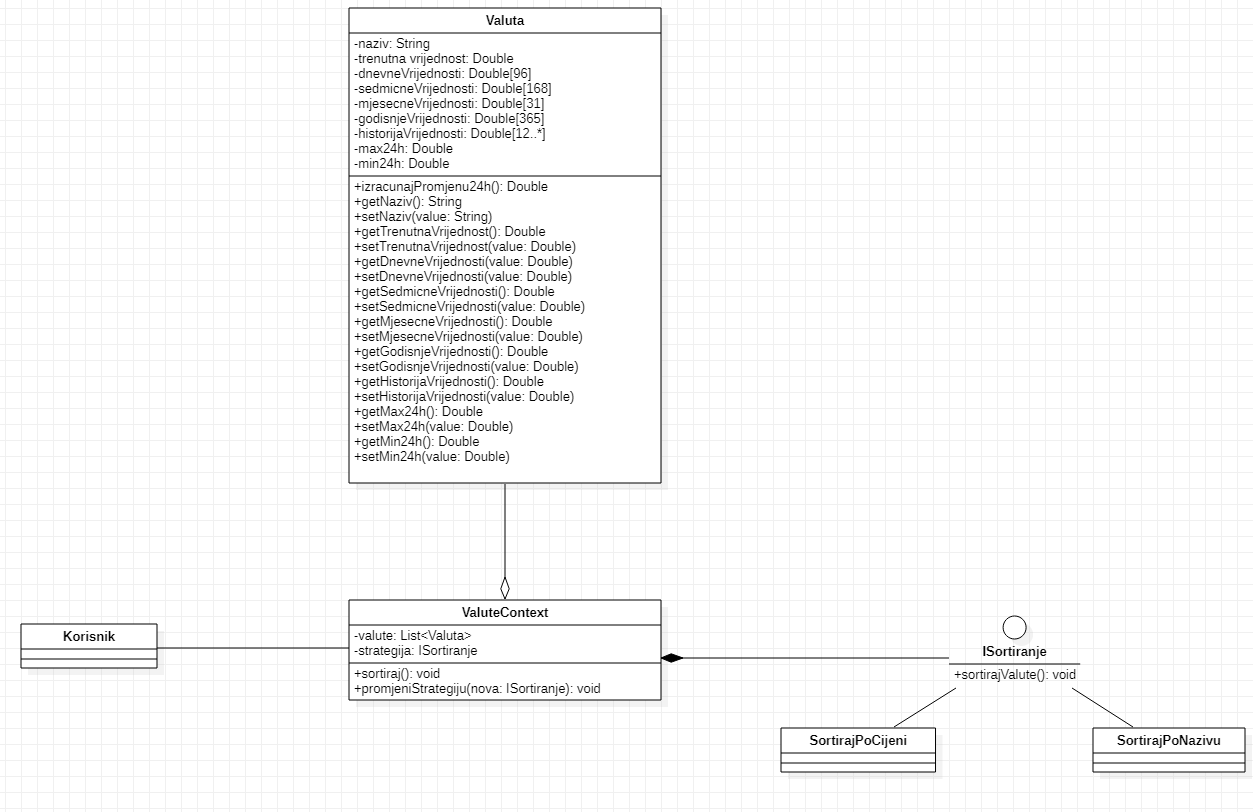 Valuta
-naziv: String
-trenutna vrijednost: Double
-dnevneVrijednosti: Double[96]
-sedmicneVrijednosti: Double[168]
-mjesecneVrijednosti: Double[31]
-godisnjeVrijednosti: Double[365]
-historijaVrijednosti: Double[12..*]
-max24h: Double
-min24h: Double
+izracunajPromjenu24h(): Double
+getNaziv(): String
+setNaziv(value: String)
+getTrenutnaVrijednost(): Double
+setTrenutnaVrijednost(value: Double)
+getDnevneVrijednosti(value: Double)
+setDnevneVrijednosti(value: Double)
+getSedmicneVrijednosti(): Double
+setSedmicneVrijednosti(value: Double)
+getMjesecneVrijednosti(): Double
+setMjesecneVrijednosti(value: Double)
+getGodisnjeVrijednosti(): Double
+setGodisnjeVrijednosti(value: Double)
+getHistorijaVrijednosti(): Double
+setHistorijaVrijednosti(value: Double)
+getMax24h(): Double
+setMax24h(value: Double)
+getMin24h(): Double
+setMin24h(value: Double)
Korisnik
ValuteContext
-valute: List<Valuta>
-strategija: ISortiranje
+sortiraj(): void
+promjeniStrategiju(nova: ISortiranje): void
ISortiranje
+sortirajValute(): void
SortirajPoCijeni
SortirajPoNazivu